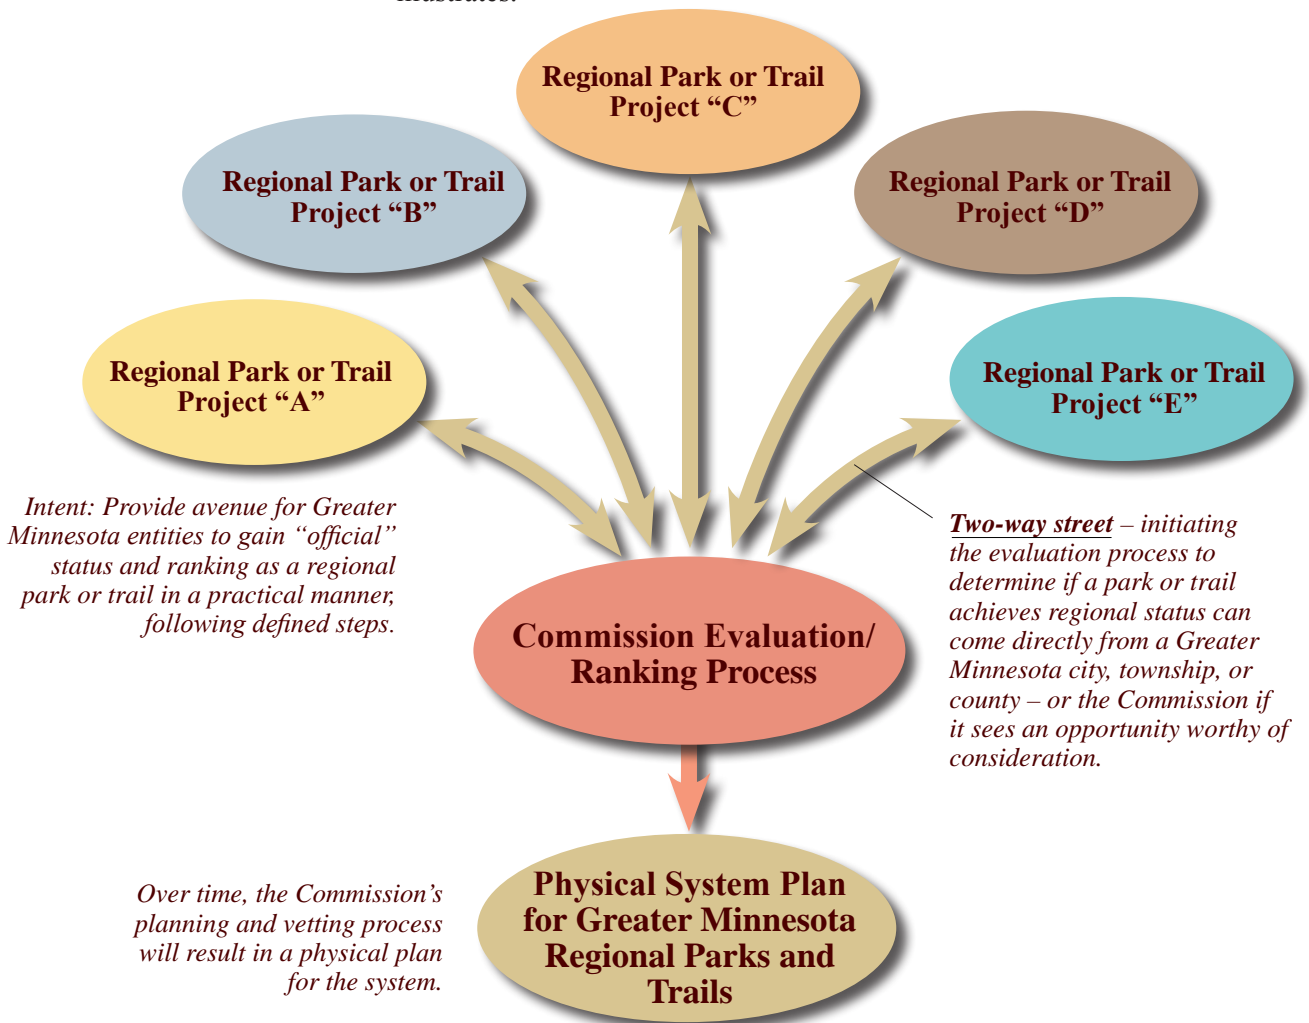 illustrates:
Regional Park or Trail
Project “C”
Regional Park or Trail
Project “B”
Regional Park or Trail
Project “D”
Regional Park or Trail
Project “A”
Regional Park or Trail
Project “E”
Intent: Provide avenue for Greater
Minnesota entities to gain “official”
status and ranking as a regional
park or trail in a practical manner,
following defined steps.
Two-way street – initiating
the evaluation process to
determine if a park or trail
achieves regional status can
come directly from a Greater
Minnesota city, township, or
county – or the Commission if
it sees an opportunity worthy of
consideration.
Commission Evaluation/
Ranking Process
Over time, the Commission’s
planning and vetting process
will result in a physical plan
for the system.
Physical System Plan
for Greater Minnesota
Regional Parks and
Trails